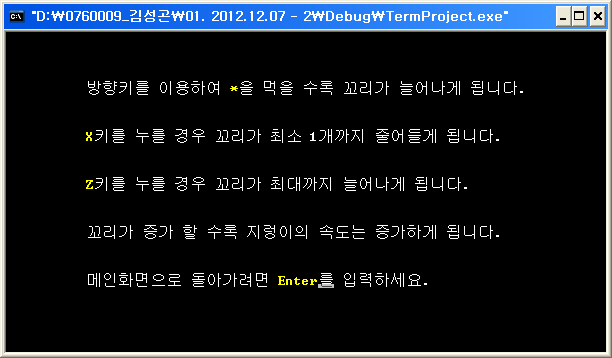 "D:\0760009_김성곤\01. 2012.12.07 - 2\Debug\TermProject.exe"
방향키를 이용하여 *을 먹을 수록 꼬리가 늘어나게 됩니다.
X키를 누를 경우 꼬리가 최소 1개까지 줄어들게 됩니다.
Z키를 누를 경우 꼬리가 최대까지 늘어나게 됩니다.
꼬리가 증가 할 수록 지렁이의 속도는 증가하게 됩니다.
메인화면으로 돌아가려면 Enter를 입력하세요.